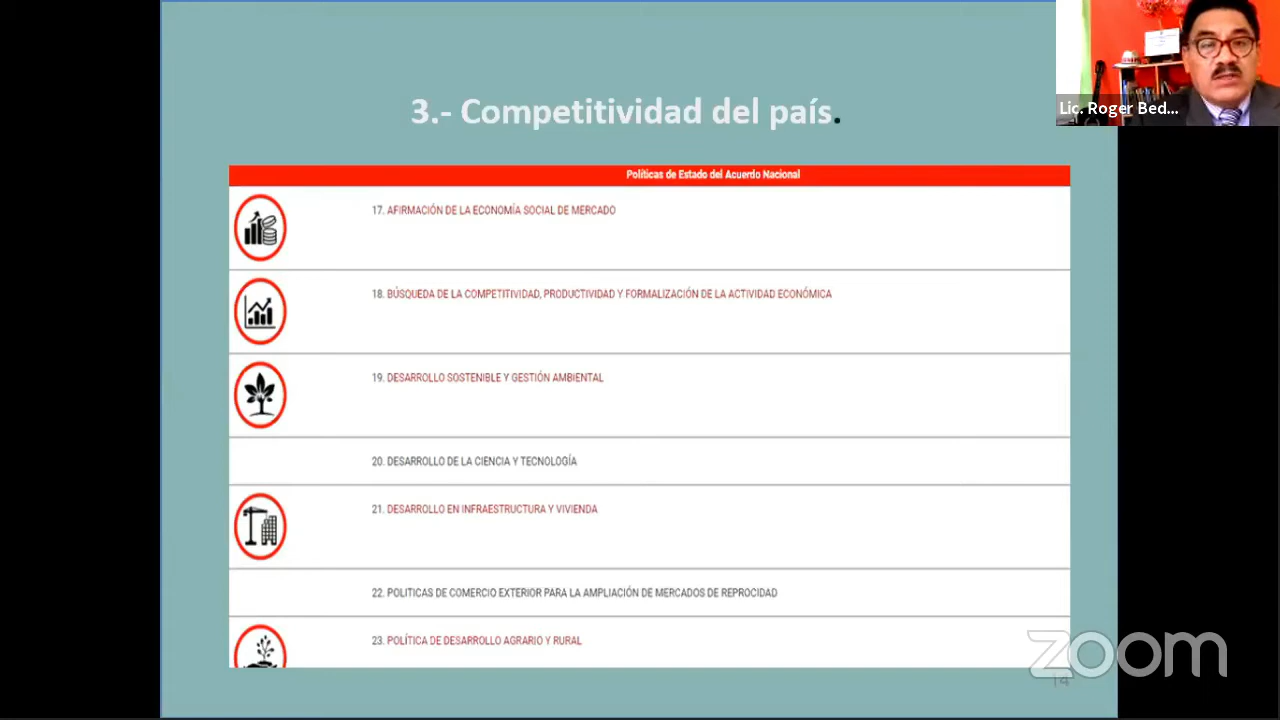 3.- Competitividad del país.
Lic. Roger Bed...
Políticas de Estado del Acuerdo Nacional
17. AFIRMACIÓN DE LA ECONOMÍA SOCIAL DE MERCADO
18. BÚSQUEDA DE LA COMPETITIVIDAD, PRODUCTIVIDAD Y FORMALIZACIÓN DE LA ACTIVIDAD ECONÓMICA
19. DESARROLLO SOSTENIBLE Y GESTIÓN AMBIENTAL
20. DESARROLLO DE LA CIENCIA Y TECNOLOGÍA
21. DESARROLLO EN INFRAESTRUCTURA Y VIVIENDA
22. POLITICAS DE COMERCIO EXTERIOR PARA LA AMPLIACIÓN DE MERCADOS DE REPROCIDAD
23. POLÍTICA DE DESARROLLO AGRARIO Y RURAL
zoom
14